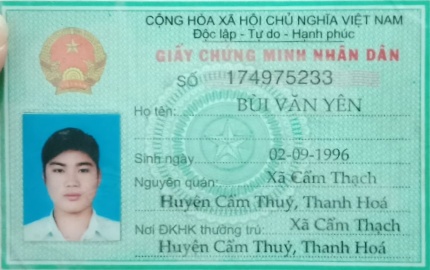 CỘNG HÒA XÃ HỘI CHỦ NGHĨA VIỆT NAM
Độc lập - Tự do - Hạnh phúc
GIẤY CHỨNG MINH NHÂN DÂN
SỐ 174975233
Họ tên: BÙI VĂN YÊN
Sinh ngày 02-09-1996
Nguyên quán: Xã Cẩm Thạch
Huyện Cẩm Thuỷ, Thanh Hoá
Nơi ĐKHK thường trú: Xã Cẩm Thạch
Huyện Cẩm Thuỷ, Thanh Hoá